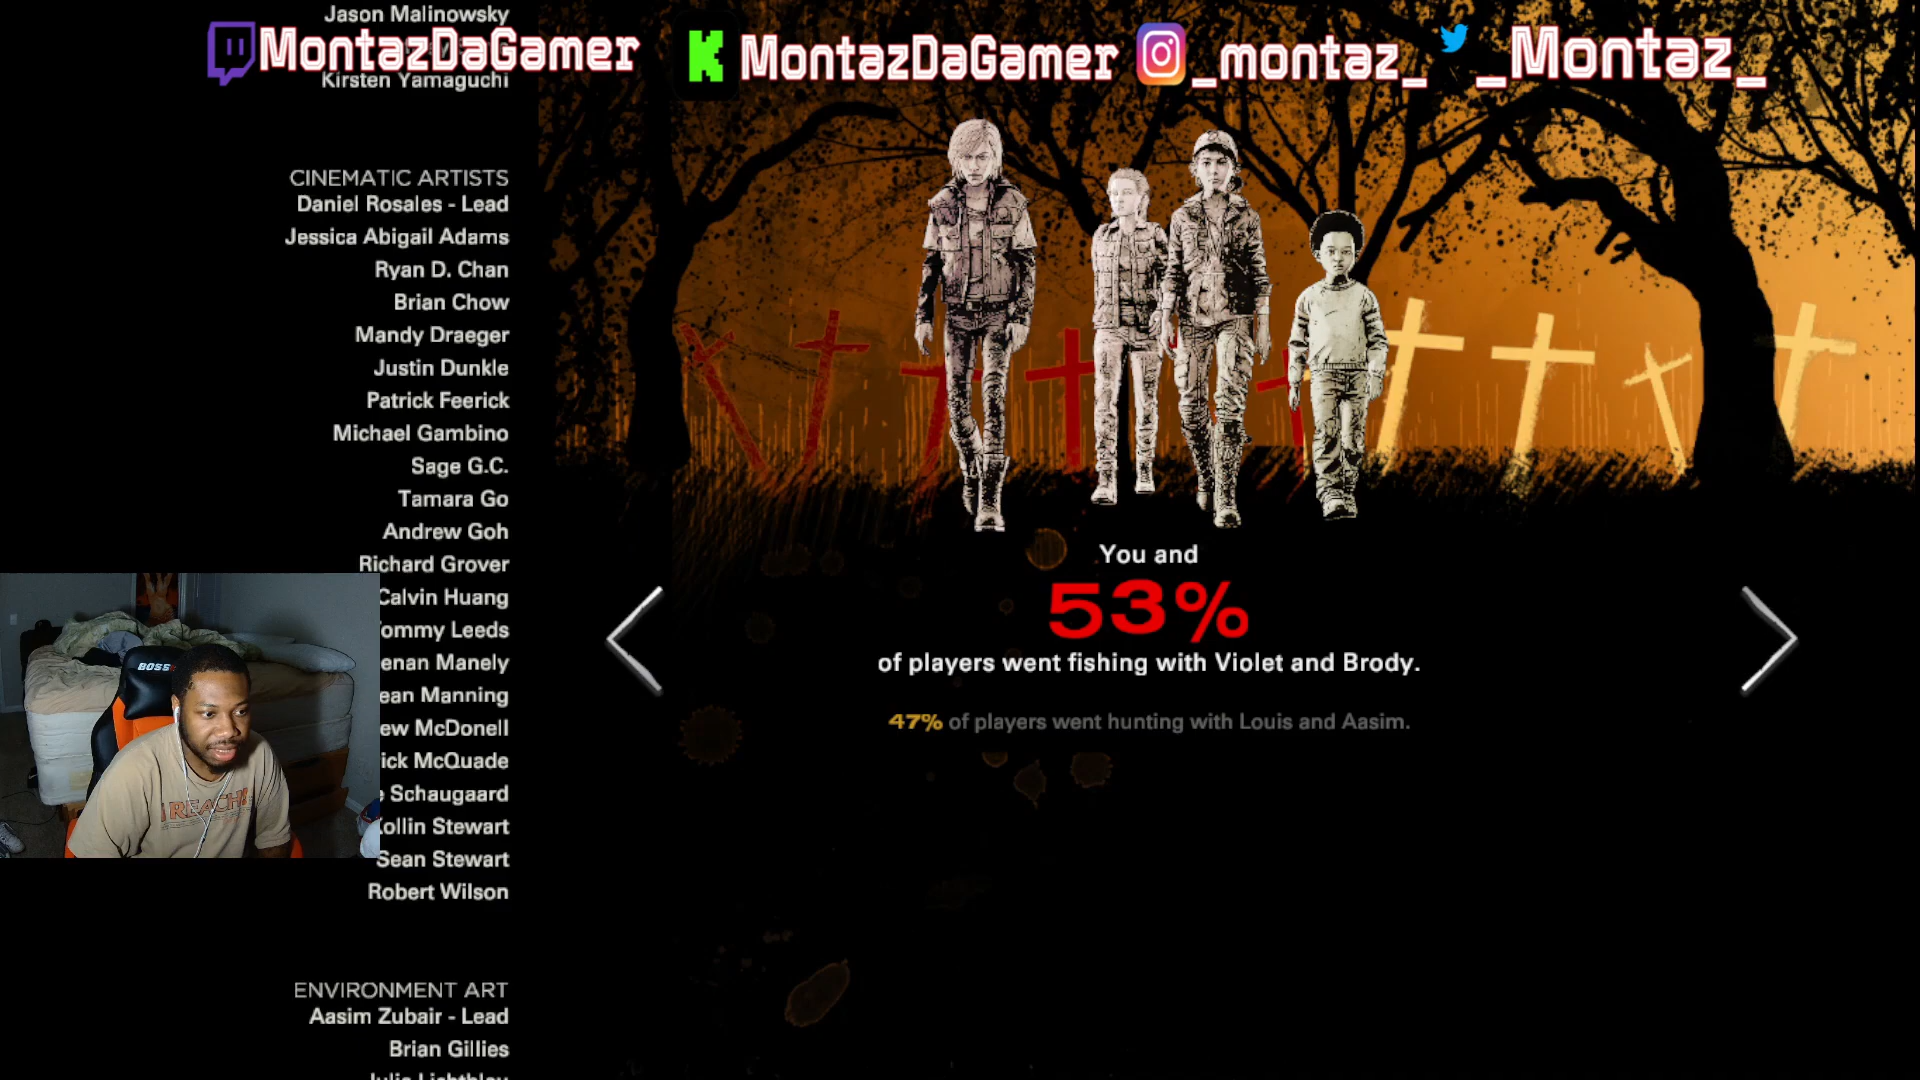 Jason Malinowsky
MontazDaGamer
MontazDaGamer
_montaz_
_Montaz_
Kirsten Yamaguchi
CINEMATIC ARTISTS
Daniel Rosales - Lead
Jessica Abigail Adams
Ryan D. Chan
Brian Chow
Mandy Draeger
Justin Dunkle
Patrick Feerick
Michael Gambino
Sage G.C.
Tamara Go
Andrew Goh
Richard Grover
Calvin Huang
ommy Leeds
enan Manely
ean Manning
ew McDonell
ick McQuade
Schaugaard
ollin Stewart
Sean Stewart
Robert Wilson
ENVIRONMENT ART
Aasim Zubair - Lead
Brian Gillies
You and
53%
of players went fishing with Violet and Brody.
47% of players went hunting with Louis and Aasim.
BOSS
REACH